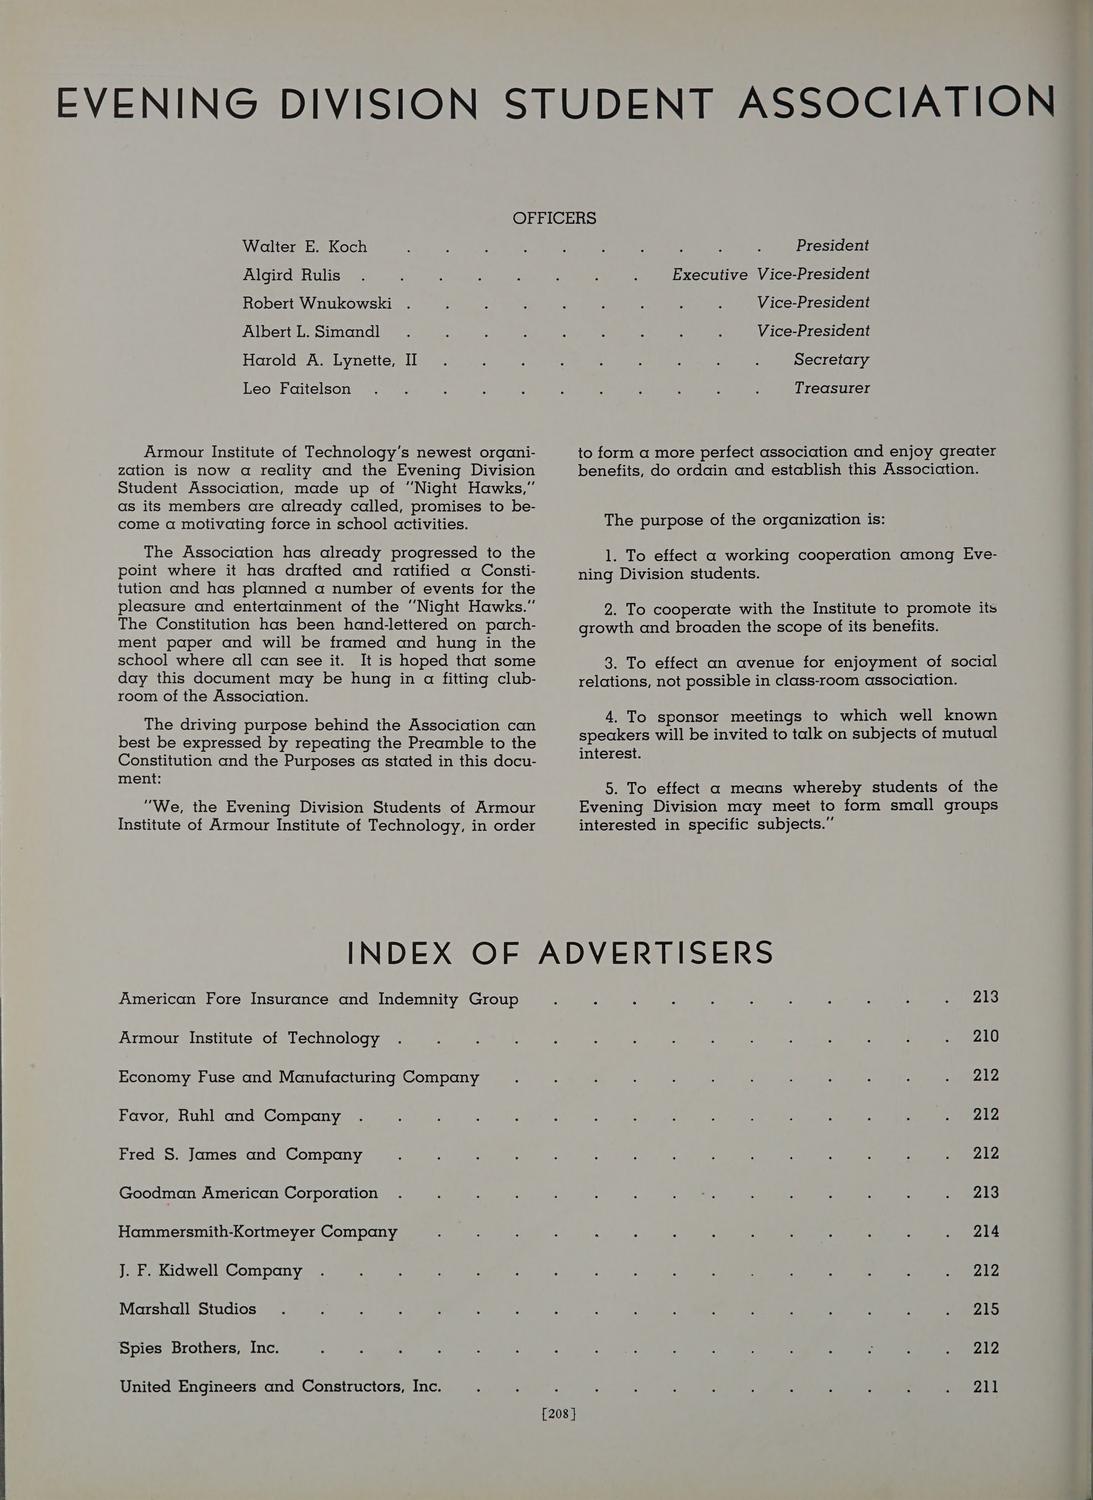 EVENING DIVISION STUDENT ASSOCIATION
OFFICERS
Walter E. Koch . . . . . . . . . . President
Algird Rulis . . . . . . . . Executive Vice-President
Robert Wnukowski . . . . . . . . . Vice-President
Albert L. Simandl . . . . . . . . . Vice-President
Harold A. Lynette, II . . . . . . . . . Secretary
Leo Faitelson . . . . . . . . . . . Treasurer
Armour Institute of Technology's newest organi-
zation is now a reality and the Evening Division
Student Association, made up of "Night Hawks,"
as its members are already called, promises to be-
come a motivating force in school activities.
The Association has already progressed to the
point where it has drafted and ratified a Consti-
tution and has planned a number of events for the
pleasure and entertainment of the "Night Hawks."
The Constitution has been hand-lettered on parch-
ment paper and will be framed and hung in the
school where all can see it. It is hoped that some
day this document may be hung in a fitting club-
room of the Association.
The driving purpose behind the Association can
best be expressed by repeating the Preamble to the
Constitution and the Purposes as stated in this docu-
ment:
"We, the Evening Division Students of Armour
Institute of Armour Institute of Technology, in order
to form a more perfect association and enjoy greater
benefits, do ordain and establish this Association.
The purpose of the organization is:
1. To effect a working cooperation among Eve-
ning Division students.
2. To cooperate with the Institute to promote its
growth and broaden the scope of its benefits.
3. To effect an avenue for enjoyment of social
relations, not possible in class-room association.
4. To sponsor meetings to which well known
speakers will be invited to talk on subjects of mutual
interest.
5. To effect a means whereby students of the
Evening Division may meet to form small groups
interested in specific subjects."
INDEX OF ADVERTISERS
American Fore Insurance and Indemnity Group . . . . . . . . . . . 213
Armour Institute of Technology . . . . . . . . . . . . . . . 210
Economy Fuse and Manufacturing Company . . . . . . . . . . . . 212
Favor, Ruhl and Company . . . . . . . . . . . . . . . . 212
Fred S. James and Company . . . . . . . . . . . . . . . 212
Goodman American Corporation . . . . . . . . . . . . . . . 213
Hammersmith-Kortmeyer Company . . . . . . . . . . . . . . 214
J. F. Kidwell Company . . . . . . . . . . . . . . . . . 212
Marshall Studios . . . . . . . . . . . . . . . . . . 215
Spies Brothers, Inc. . . . . . . . . . . . . . . . . . 212
United Engineers and Constructors, Inc. . . . . . . . . . . . . . 211
[208]